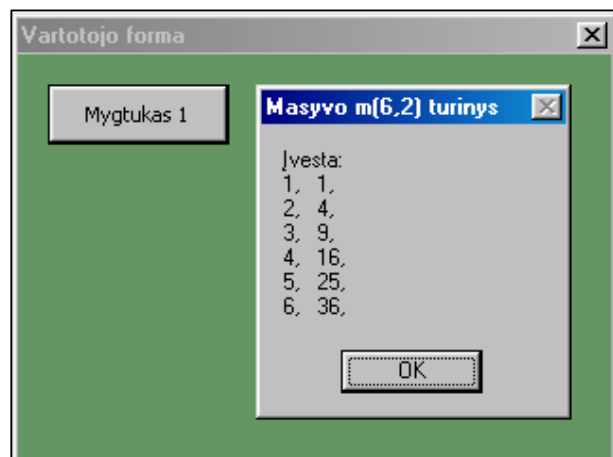 Vartotojo forma
Mygtukas 1
Masyvo m(6,2) turinys
Įvesta:
1, 1,
2, 4,
3, 9,
4, 16,
5, 25,
6, 36,
OK